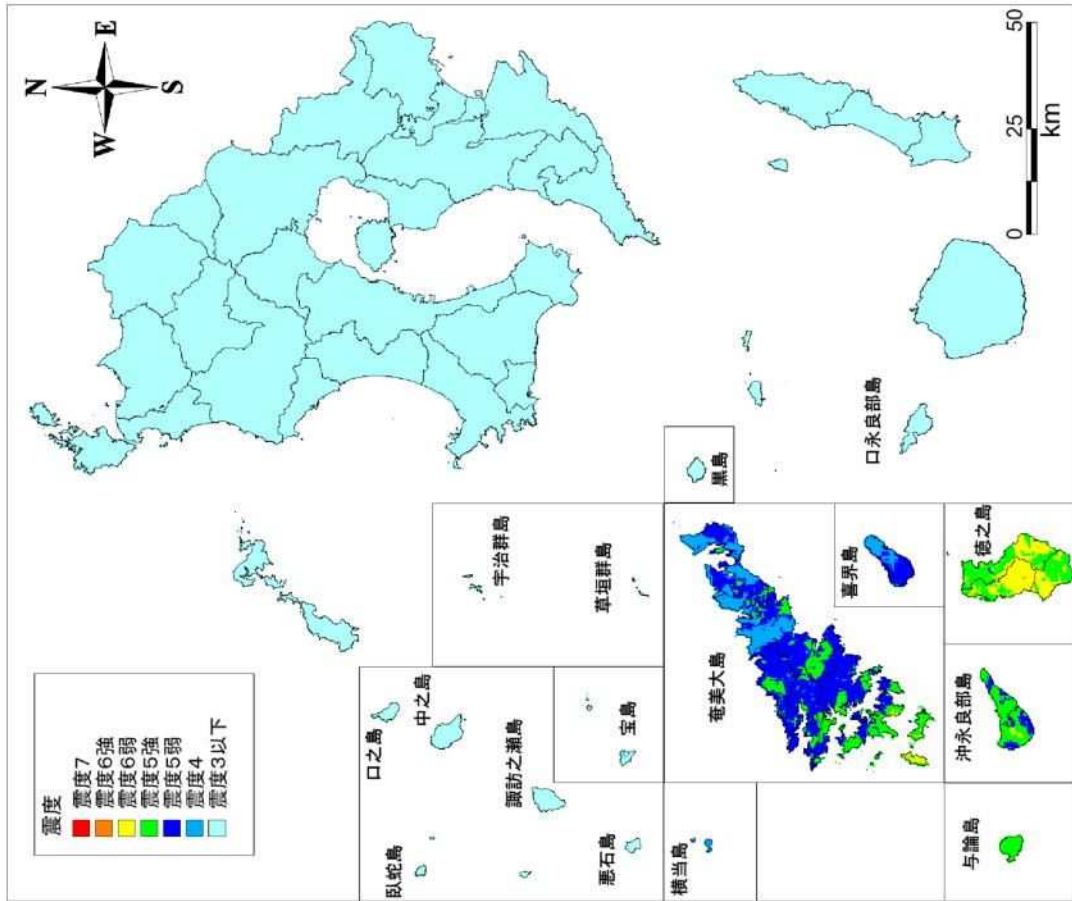 N
W E
S
震度
震度7
震度6強
震度6弱
震度5強
震度5弱
震度4
震度3以下
口之島
中之島
臥蛇島
諏訪之瀬島
悪石島
宝島
宇治群島
草垣群島
黒島
口永良部島
横当島
奄美大島
喜界島
与論島
沖永良部島
徳之島
0 25 50
km